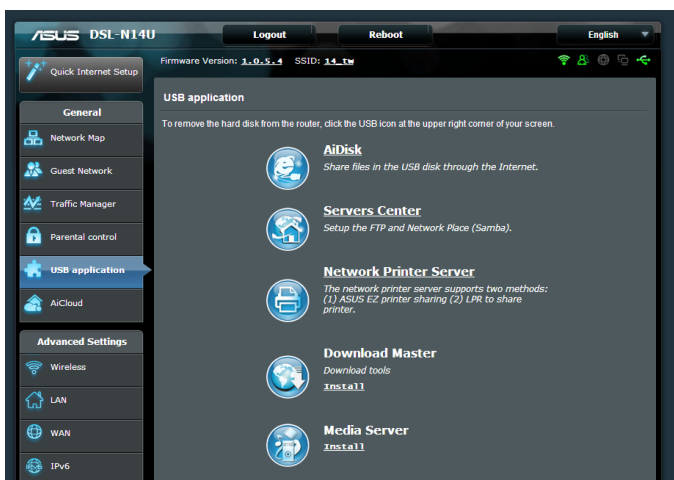 ASUS DSL-N14U
Logout
Reboot
English
Quick Internet Setup
Firmware Version: 1.0.5.4 SSID: 14_tw
General
Network Map
Guest Network
Traffic Manager
Parental control
USB application
AiCloud
Advanced Settings
Wireless
LAN
WAN
IPv6
USB application
To remove the hard disk from the router, click the USB icon at the upper right corner of your screen.
AiDisk
Share files in the USB disk through the Internet.
Servers Center
Setup the FTP and Network Place (Samba).
Network Printer Server
The network printer server supports two methods:
(1) ASUS EZ printer sharing (2) LPR to share
printer.
Download Master
Download tools
Install
Media Server
Install